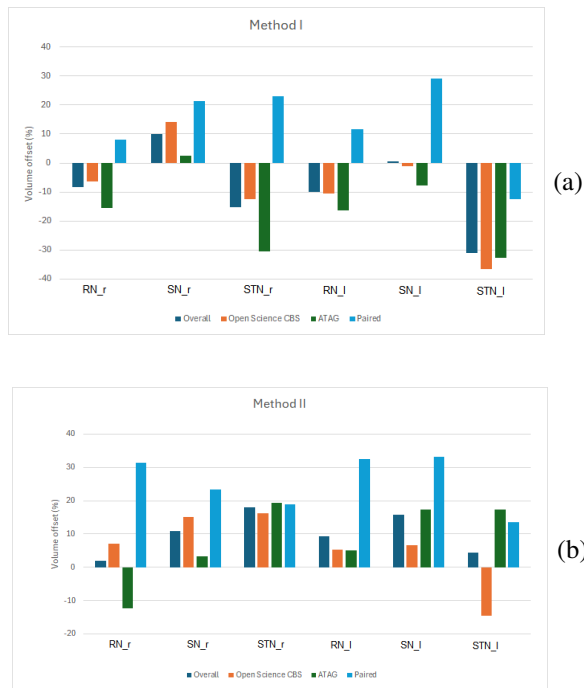 Method I
40
30
20
10
0
-10
-20
-30
-40
Volume offset (%)
RN_r SN_r STN_r RN_l SN_l STN_l
Overall Open Science CBS ATAG Paired
(a)
Method II
40
30
20
10
0
-10
-20
Volume offset (%)
RN_r SN_r STN_r RN_l SN_l STN_l
Overall Open Science CBS ATAG Paired
(b)